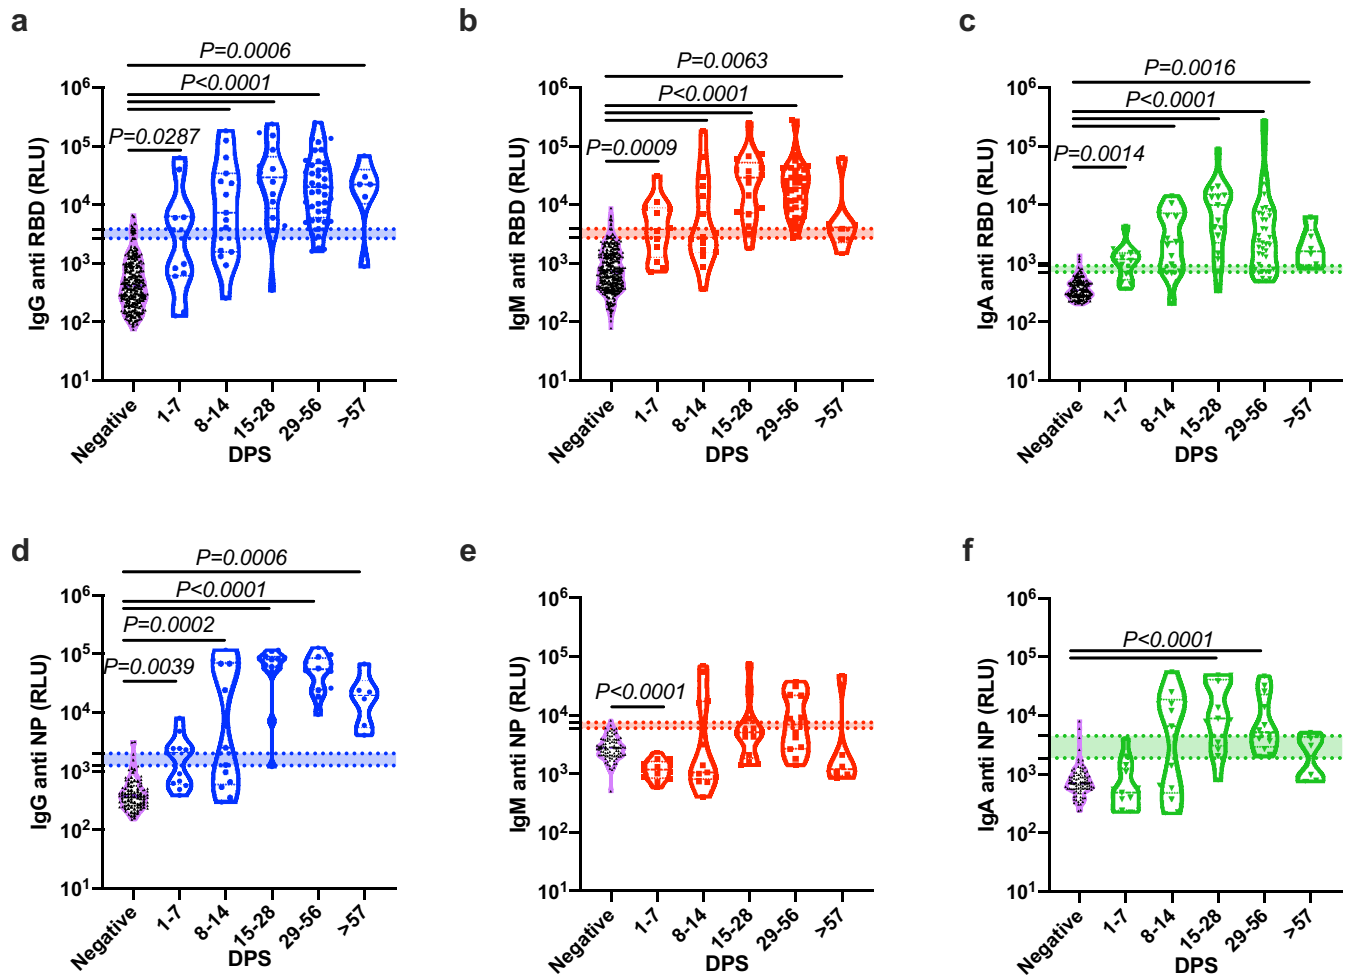 a
P=0.0006
P<0.0001
P=0.0287
IgG anti RBD (RLU)
10^6
10^5
10^4
10^3
10^2
10^1
Negative
1-7
8-14
15-28
29-56
>57
DPS
b
P=0.0063
P<0.0001
P=0.0009
IgM anti RBD (RLU)
10^6
10^5
10^4
10^3
10^2
10^1
Negative
1-7
8-14
15-28
29-56
>57
DPS
c
P=0.0016
P<0.0001
P=0.0014
IgA anti RBD (RLU)
10^6
10^5
10^4
10^3
10^2
10^1
Negative
1-7
8-14
15-28
29-56
>57
DPS
d
P=0.0006
P<0.0001
P=0.0002
P=0.0039
IgG anti NP (RLU)
10^6
10^5
10^4
10^3
10^2
10^1
Negative
1-7
8-14
15-28
29-56
>57
DPS
e
P<0.0001
IgM anti NP (RLU)
10^6
10^5
10^4
10^3
10^2
10^1
Negative
1-7
8-14
15-28
29-56
>57
DPS
f
P<0.0001
IgA anti NP (RLU)
10^6
10^5
10^4
10^3
10^2
10^1
Negative
1-7
8-14
15-28
29-56
>57
DPS